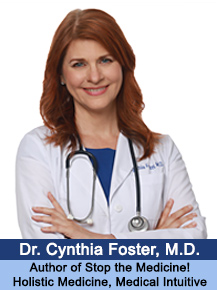 Dr. Cynthia Foster, M.D.
Author of Stop the Medicine!
Holistic Medicine, Medical Intuitive